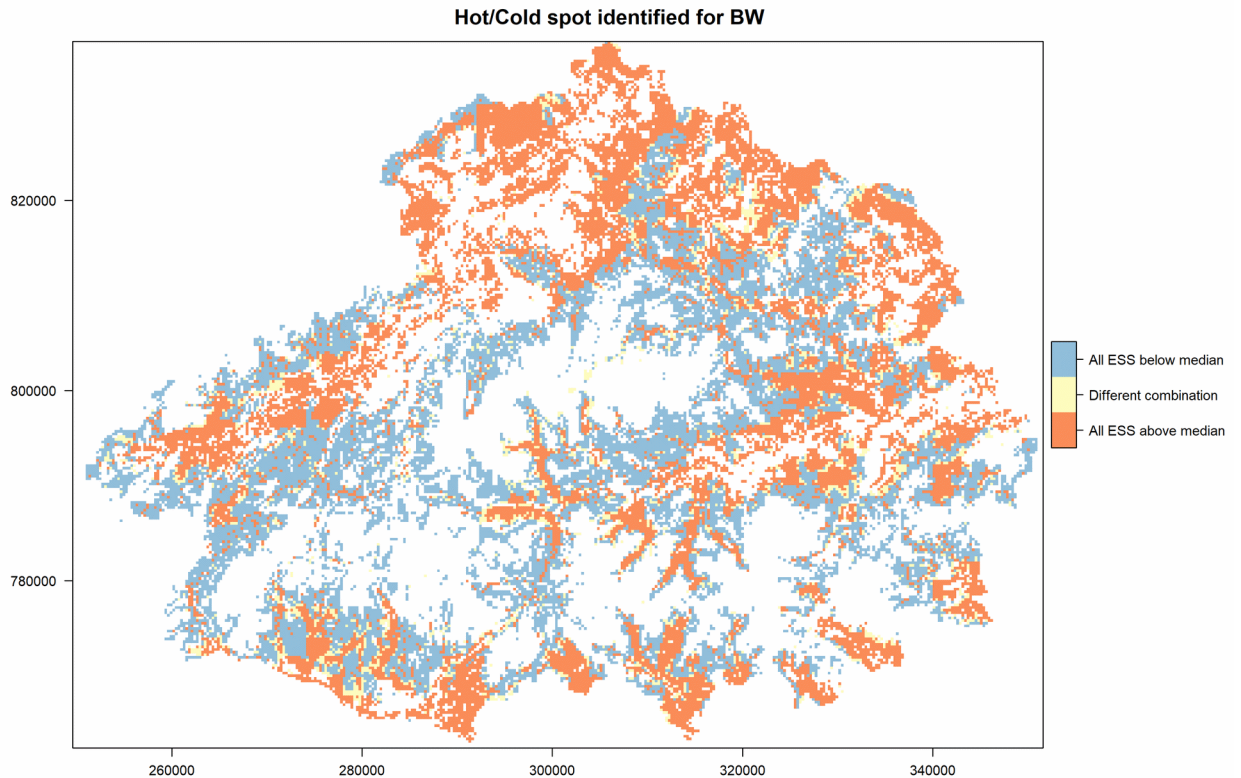 Hot/Cold spot identified for BW
820000
800000
780000
260000
280000
300000
320000
340000
All ESS below median
Different combination
All ESS above median